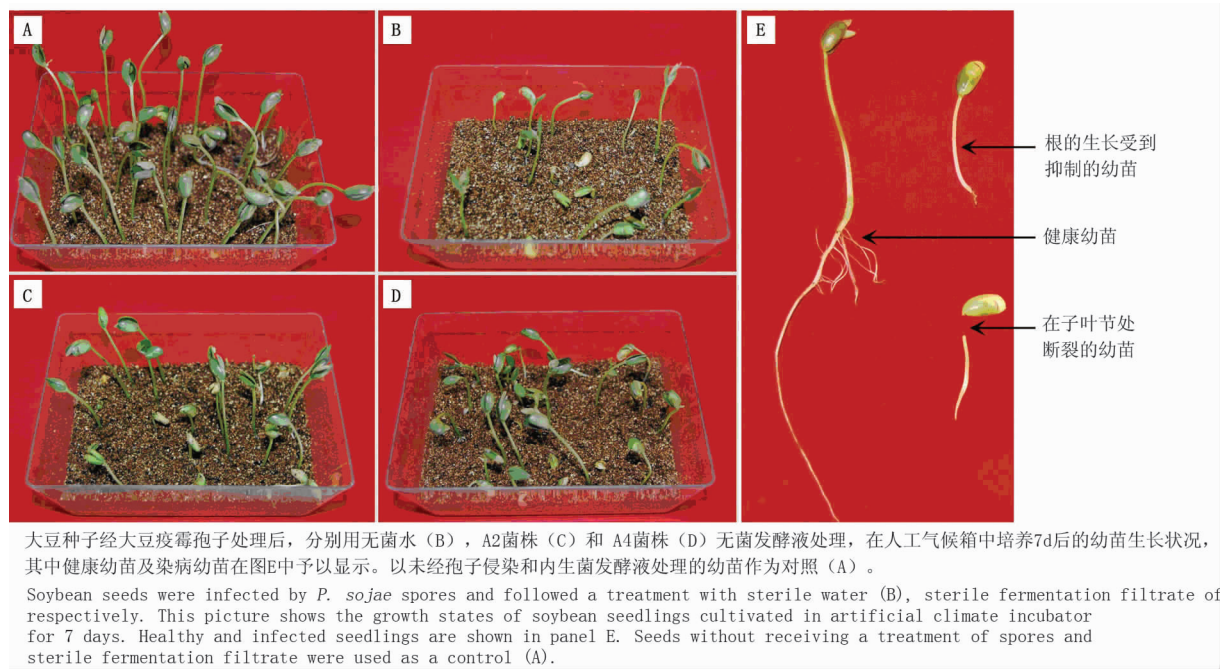 A
B
E
根的生长受到
抑制的幼苗
健康幼苗
C
D
在子叶节处
断裂的幼苗
大豆种子经大豆疫霉孢子处理后，分别用无菌水（B），A2菌株（C）和 A4菌株（D）无菌发酵液处理，在人工气候箱中培养7d后的幼苗生长状况，
其中健康幼苗及染病幼苗在图E中予以显示。以未经孢子侵染和内生菌发酵液处理的幼苗作为对照（A）。
Soybean seeds were infected by P. sojae spores and followed a treatment with sterile water (B), sterile fermentation filtrate of
respectively. This picture shows the growth states of soybean seedlings cultivated in artificial climate incubator
for 7 days. Healthy and infected seedlings are shown in panel E. Seeds without receiving a treatment of spores and
sterile fermentation filtrate were used as a control (A).